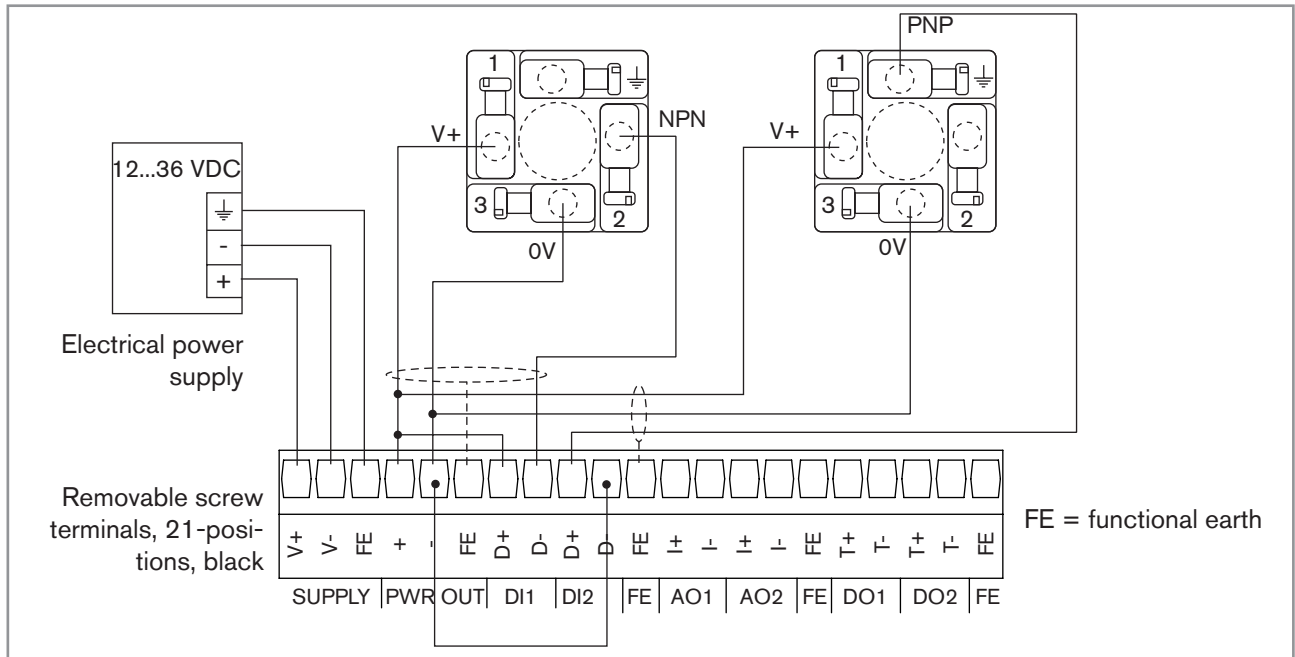 PNP
1
NPN
V+
3
2
0V
1
V+
3
2
0V
12...36 VDC
-
+
Electrical power
supply
Removable screw
terminals, 21-posi-
tions, black
V+ V- FE + - FE D+ D- D+ D- FE I+ I- I+ I- FE T+ T- T+ T- FE
SUPPLY PWR OUT DI1 DI2 FE AO1 AO2 FE DO1 DO2 FE
FE = functional earth